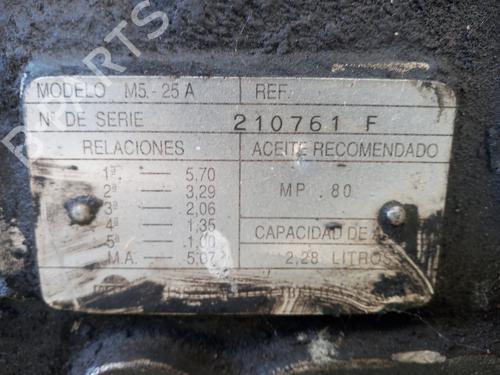 B PARTS
MODELO M5.-25 A REF.
Nº DE SERIE 210761 F
RELACIONES ACEITE RECOMENDADO
1ª 5,70
2ª 3,29
3ª 2,06
4ª 1,35
5ª 1,00
M.A. 5,07
MP . 80
CAPACIDAD DE
2,28 LITROS